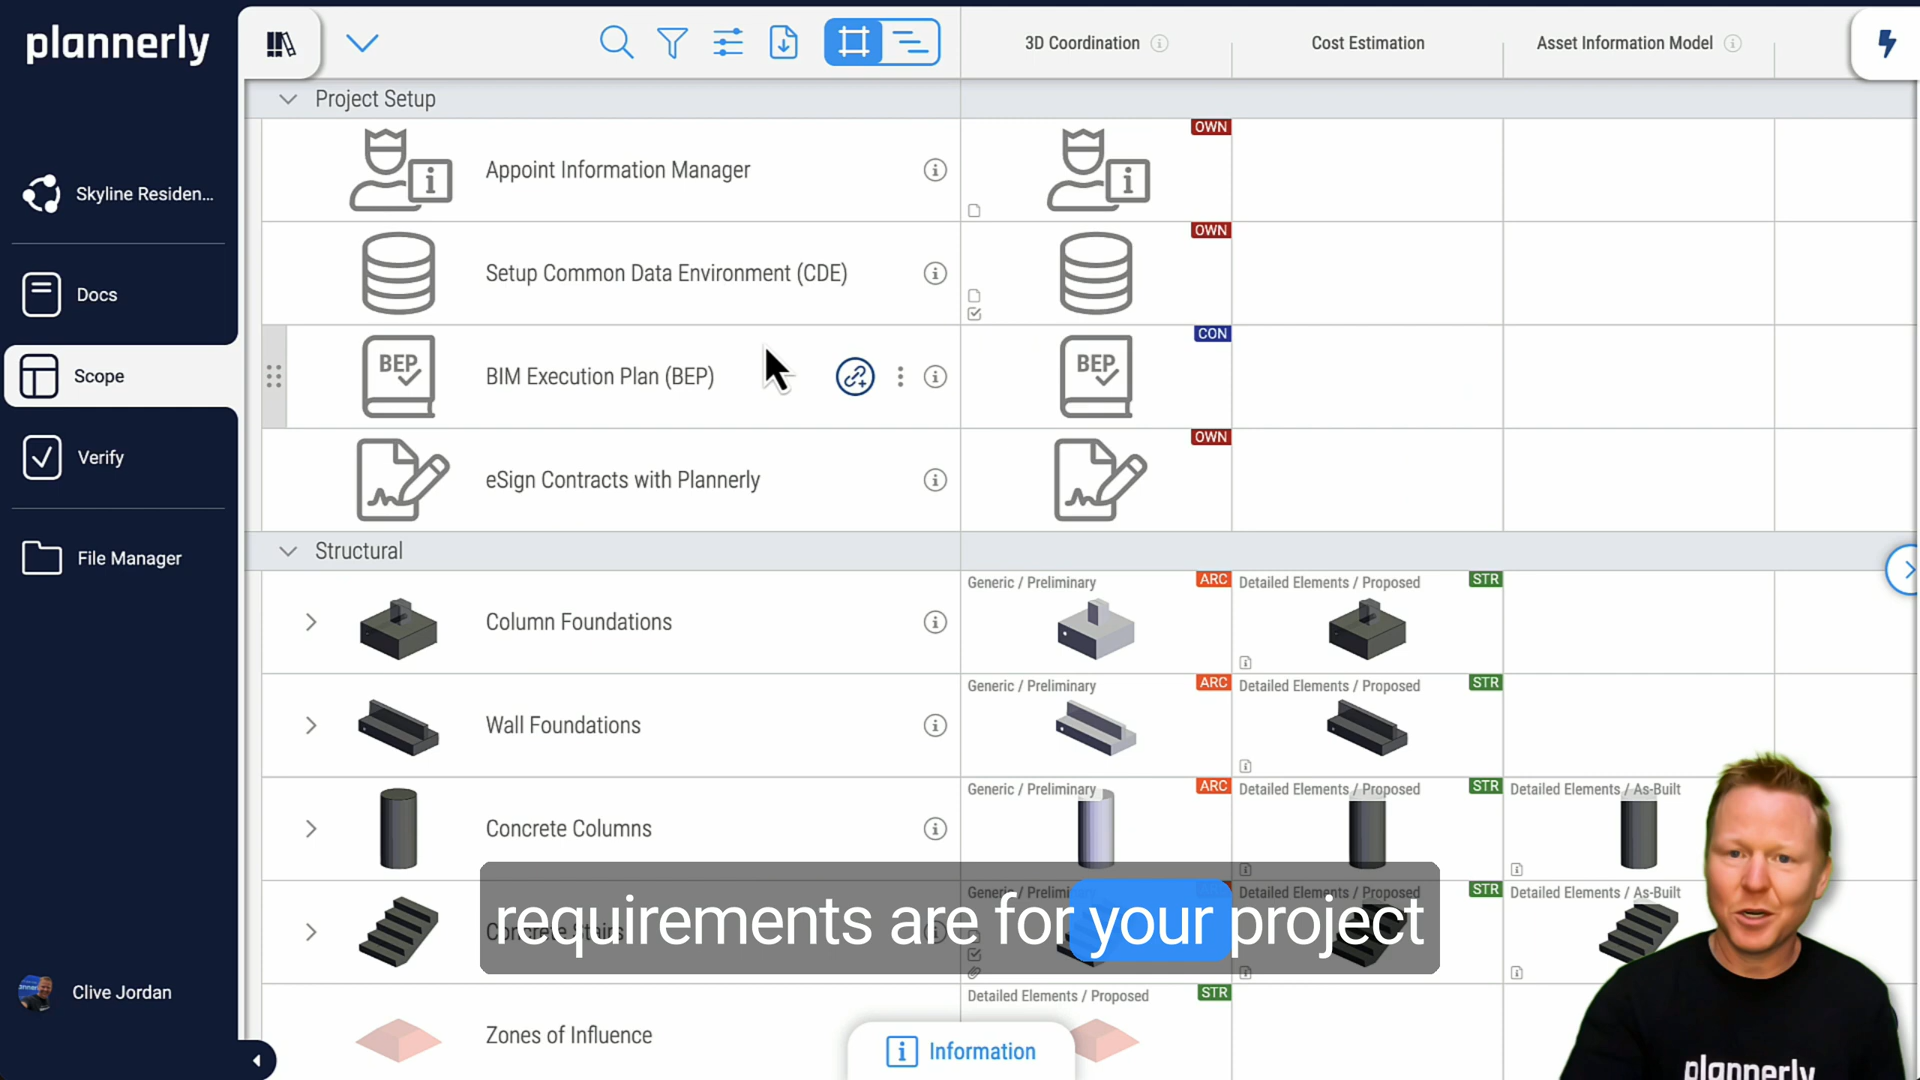 plannerly
3D Coordination
Cost Estimation
Asset Information Model
Project Setup
Skyline Residen...
Docs
Scope
Verify
File Manager
Clive Jordan
Appoint Information Manager
OWN
Setup Common Data Environment (CDE)
OWN
BEP
BIM Execution Plan (BEP)
BEP
CON
eSign Contracts with Plannerly
OWN
Structural
Column Foundations
Generic / Preliminary
ARC
Detailed Elements / Proposed
STR
Wall Foundations
Generic / Preliminary
ARC
Detailed Elements / Proposed
STR
Concrete Columns
Generic / Preliminary
ARC
Detailed Elements / Proposed
STR
Detailed Elements / As-Built
Concrete Stairs
Generic / Preliminary
Detailed Elements / Proposed
STR
Detailed Elements / As-Built
requirements are for your project
Zones of Influence
Detailed Elements / Proposed
STR
Information
plannerly